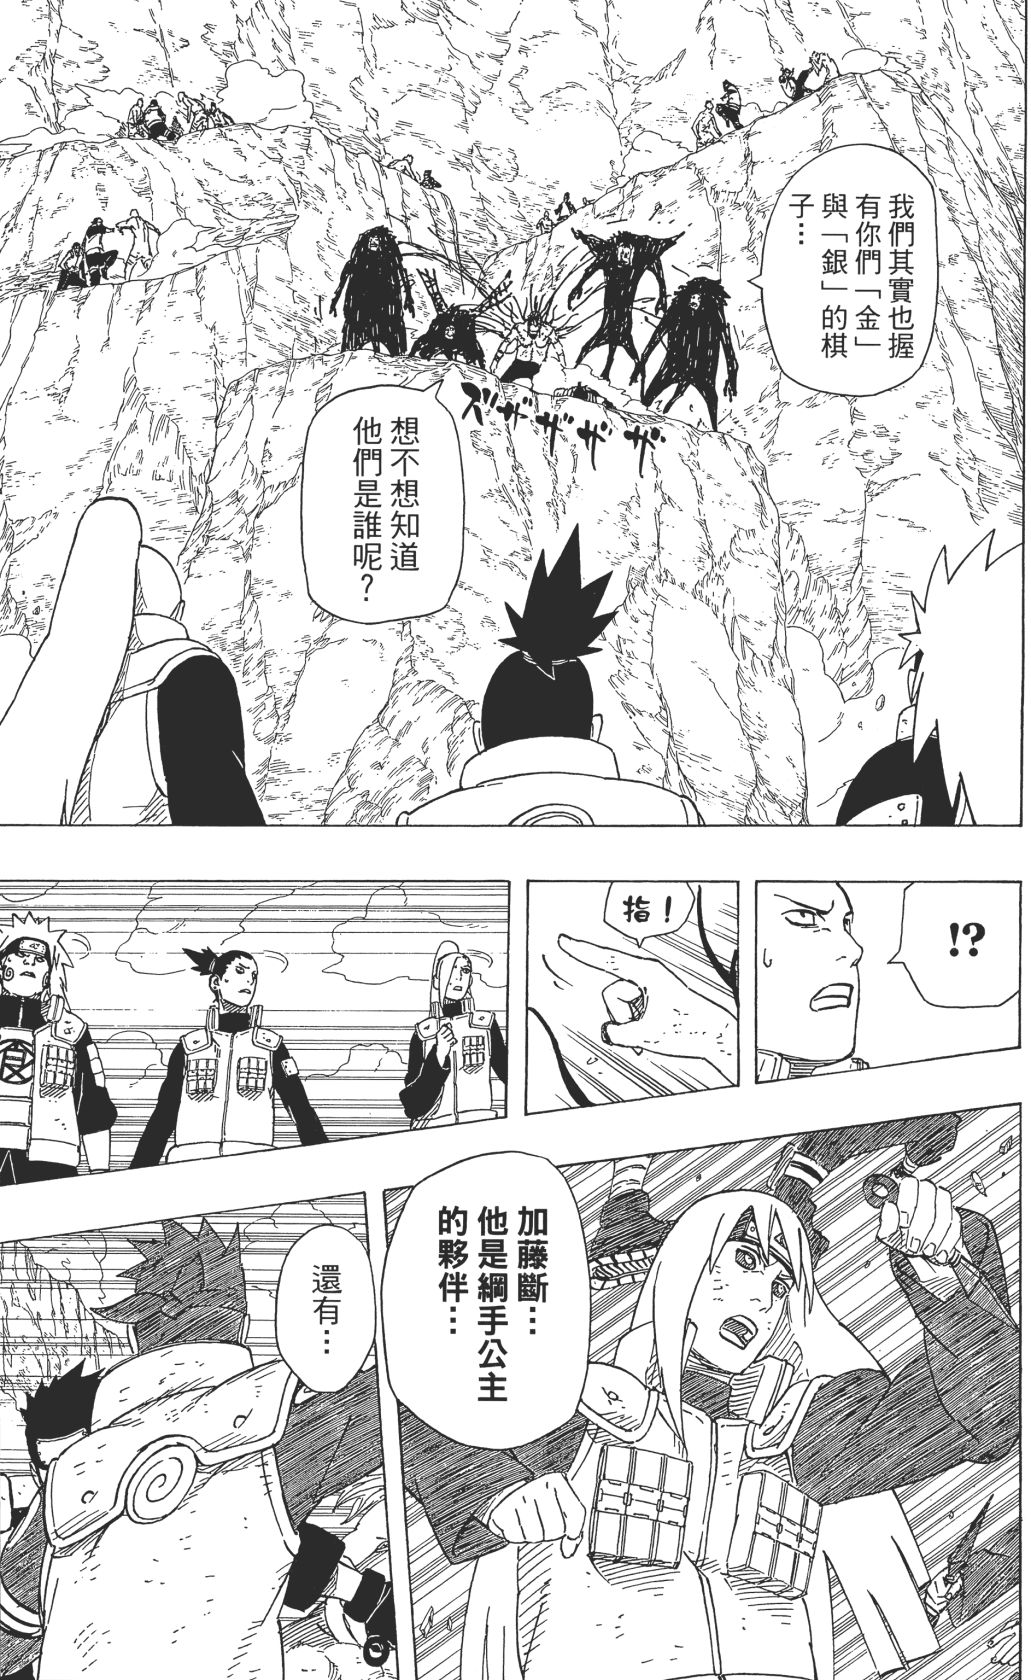 我們其實也握
有你們「金」
與「銀」的棋
子…
想不想知道
他們是誰呢？
ズザザザザ
!?
指！
食
加藤斷…
他是綱手公主
的夥伴…
還有…